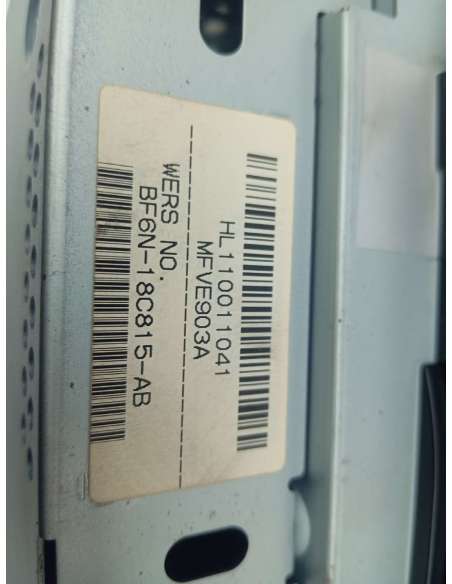 HL110011041
MFVE903A
WERS NO.
BF6N-18C815-AB